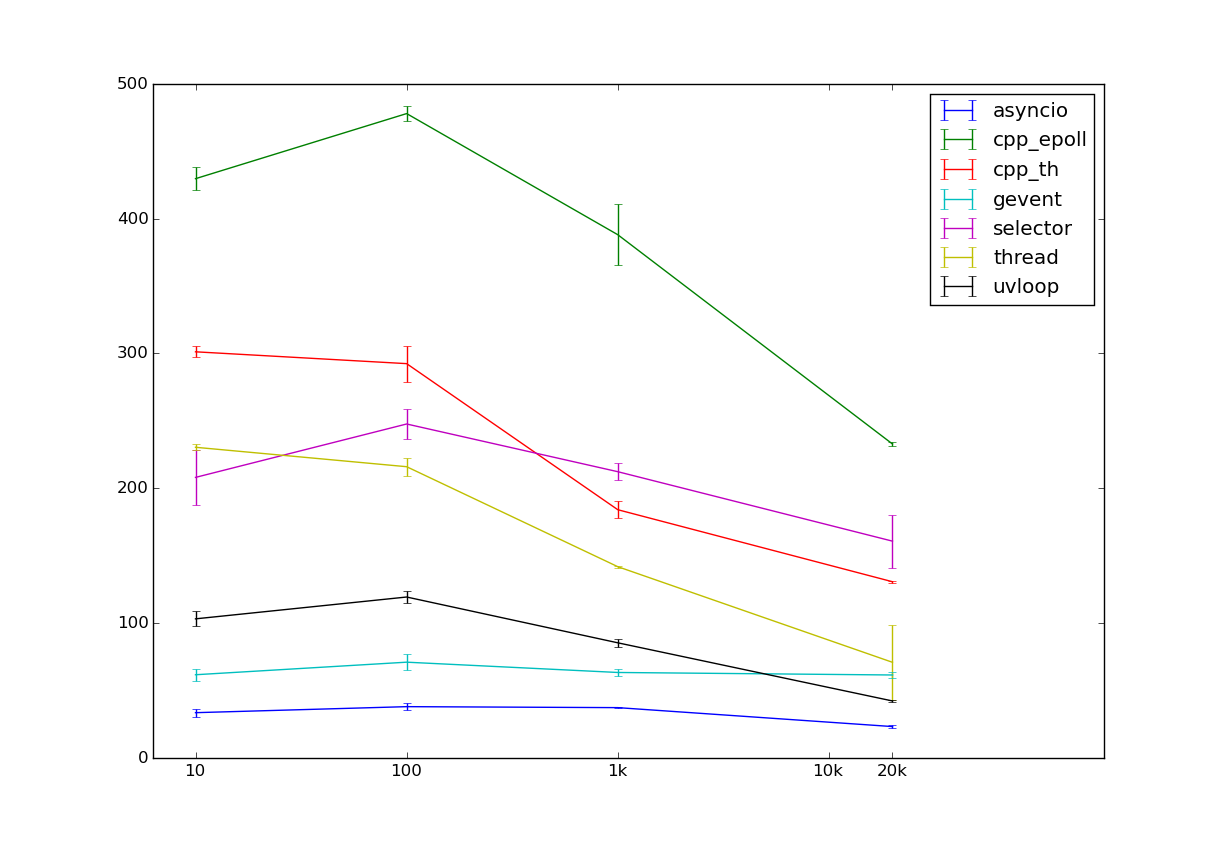 500
400
300
200
100
0
10 100 1k 10k 20k
asyncio
cpp_epoll
cpp_th
gevent
selector
thread
uvloop